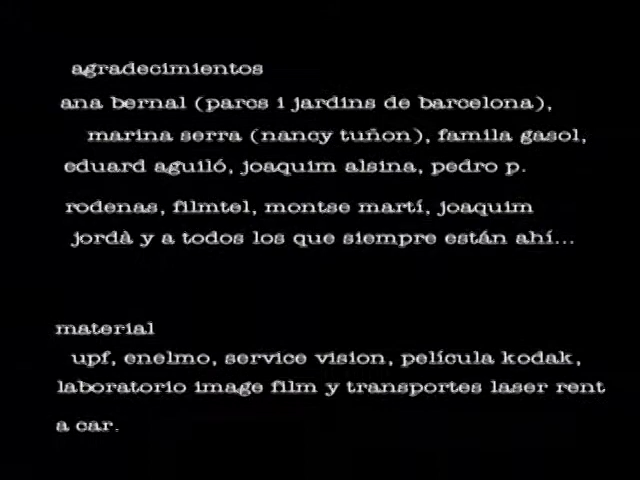 agradecimientos
ana bernal (parcs i jardins de barcelona),
marina serra (nancy tuñon), famila gasol,
eduard aguiló, joaquim alsina, pedro p.
rodenas, filmtel, montse martí, joaquim
jordà y a todos los que siempre están ahí...
material
upf, enelmo, service vision, película kodak,
laboratorio image film y transportes laser rent
a car.